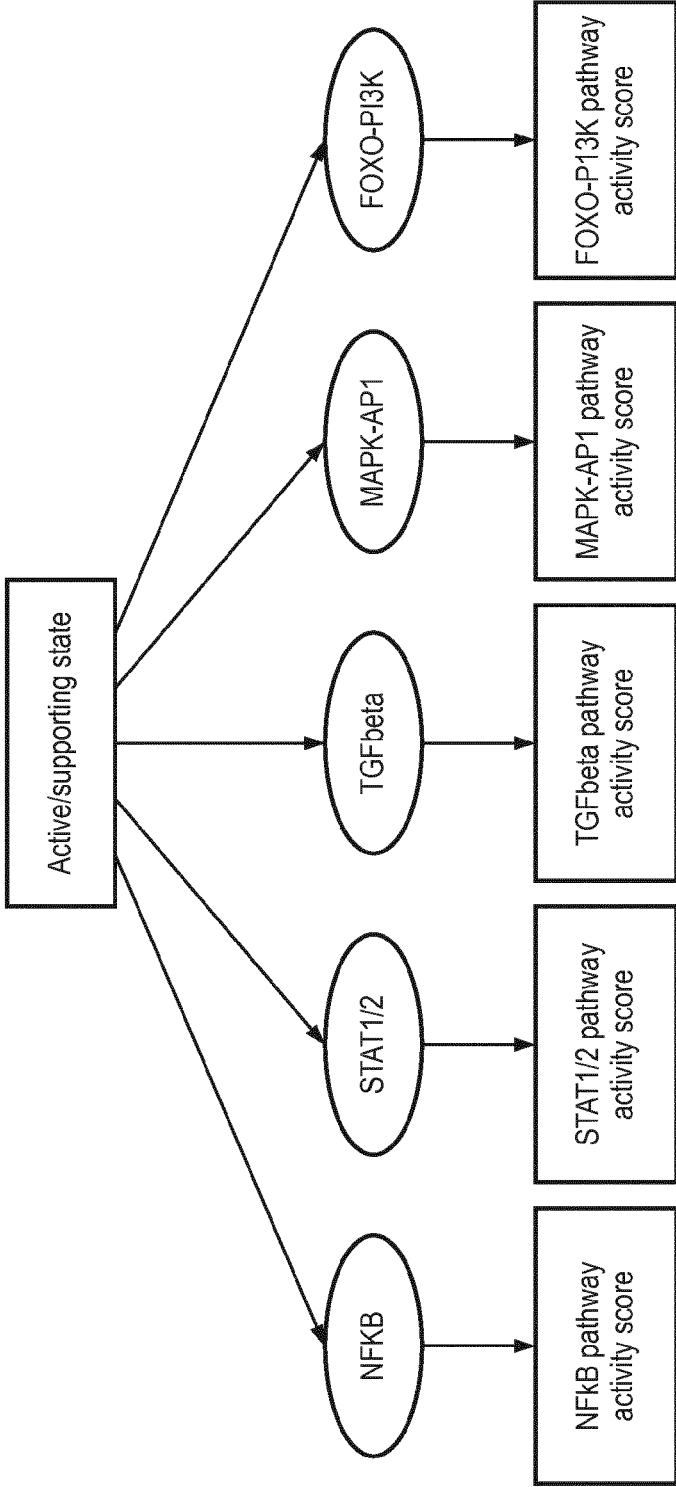 Active/supporting state
NFKB
STAT1/2
TGFbeta
MAPK-AP1
FOXO-PI3K
NFkB pathway
activity score
STAT1/2 pathway
activity score
TGFbeta pathway
activity score
MAPK-AP1 pathway
activity score
FOXO-P13K pathway
activity score